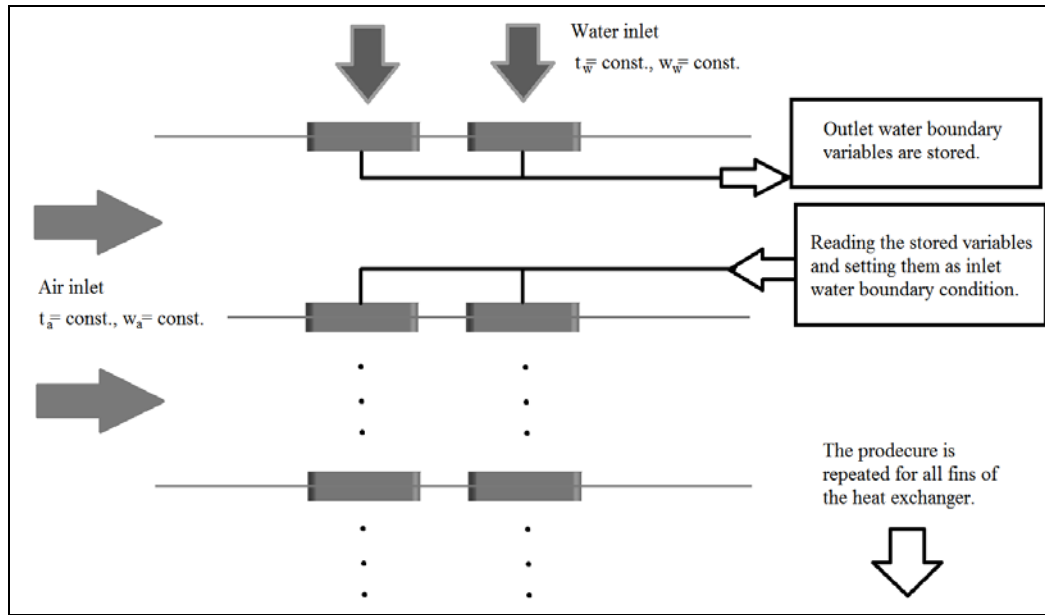 Water inlet
t_w= const., w_w= const.
Outlet water boundary
variables are stored.
Reading the stored variables
and setting them as inlet
water boundary condition.
Air inlet
t_a= const., w_a= const.
The prodecure is
repeated for all fins of
the heat exchanger.